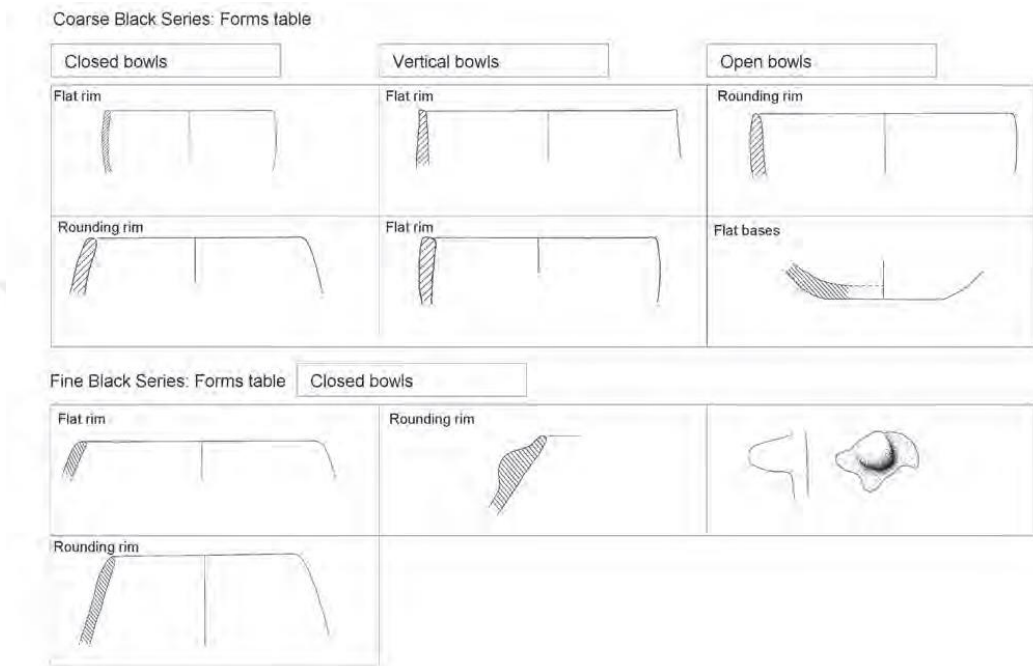 Coarse Black Series: Forms table
Closed bowls
Vertical bowls
Open bowls
Flat rim
Flat rim
Rounding rim
Rounding rim
Flat rim
Flat bases
Fine Black Series: Forms table
Closed bowls
Flat rim
Rounding rim
Rounding rim